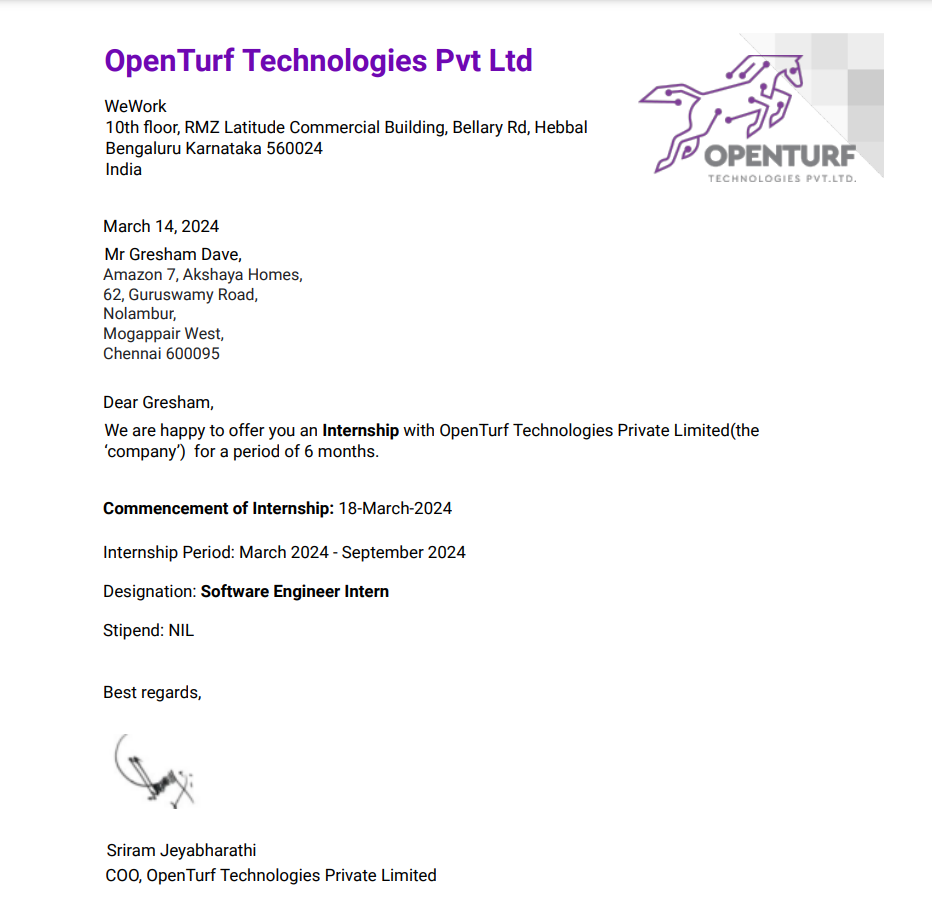 OpenTurf Technologies Pvt Ltd
WeWork
10th floor, RMZ Latitude Commercial Building, Bellary Rd, Hebbal
Bengaluru Karnataka 560024
India
OPENTURF
TECHNOLOGIES PVT.LTD.
March 14, 2024
Mr Gresham Dave,
Amazon 7, Akshaya Homes,
62, Guruswamy Road,
Nolambur,
Mogappair West,
Chennai 600095
Dear Gresham,
We are happy to offer you an Internship with OpenTurf Technologies Private Limited(the
‘company’)  for a period of 6 months.
Commencement of Internship: 18-March-2024
Internship Period: March 2024 - September 2024
Designation: Software Engineer Intern
Stipend: NIL
Best regards,
Sriram Jeyabharathi
COO, OpenTurf Technologies Private Limited